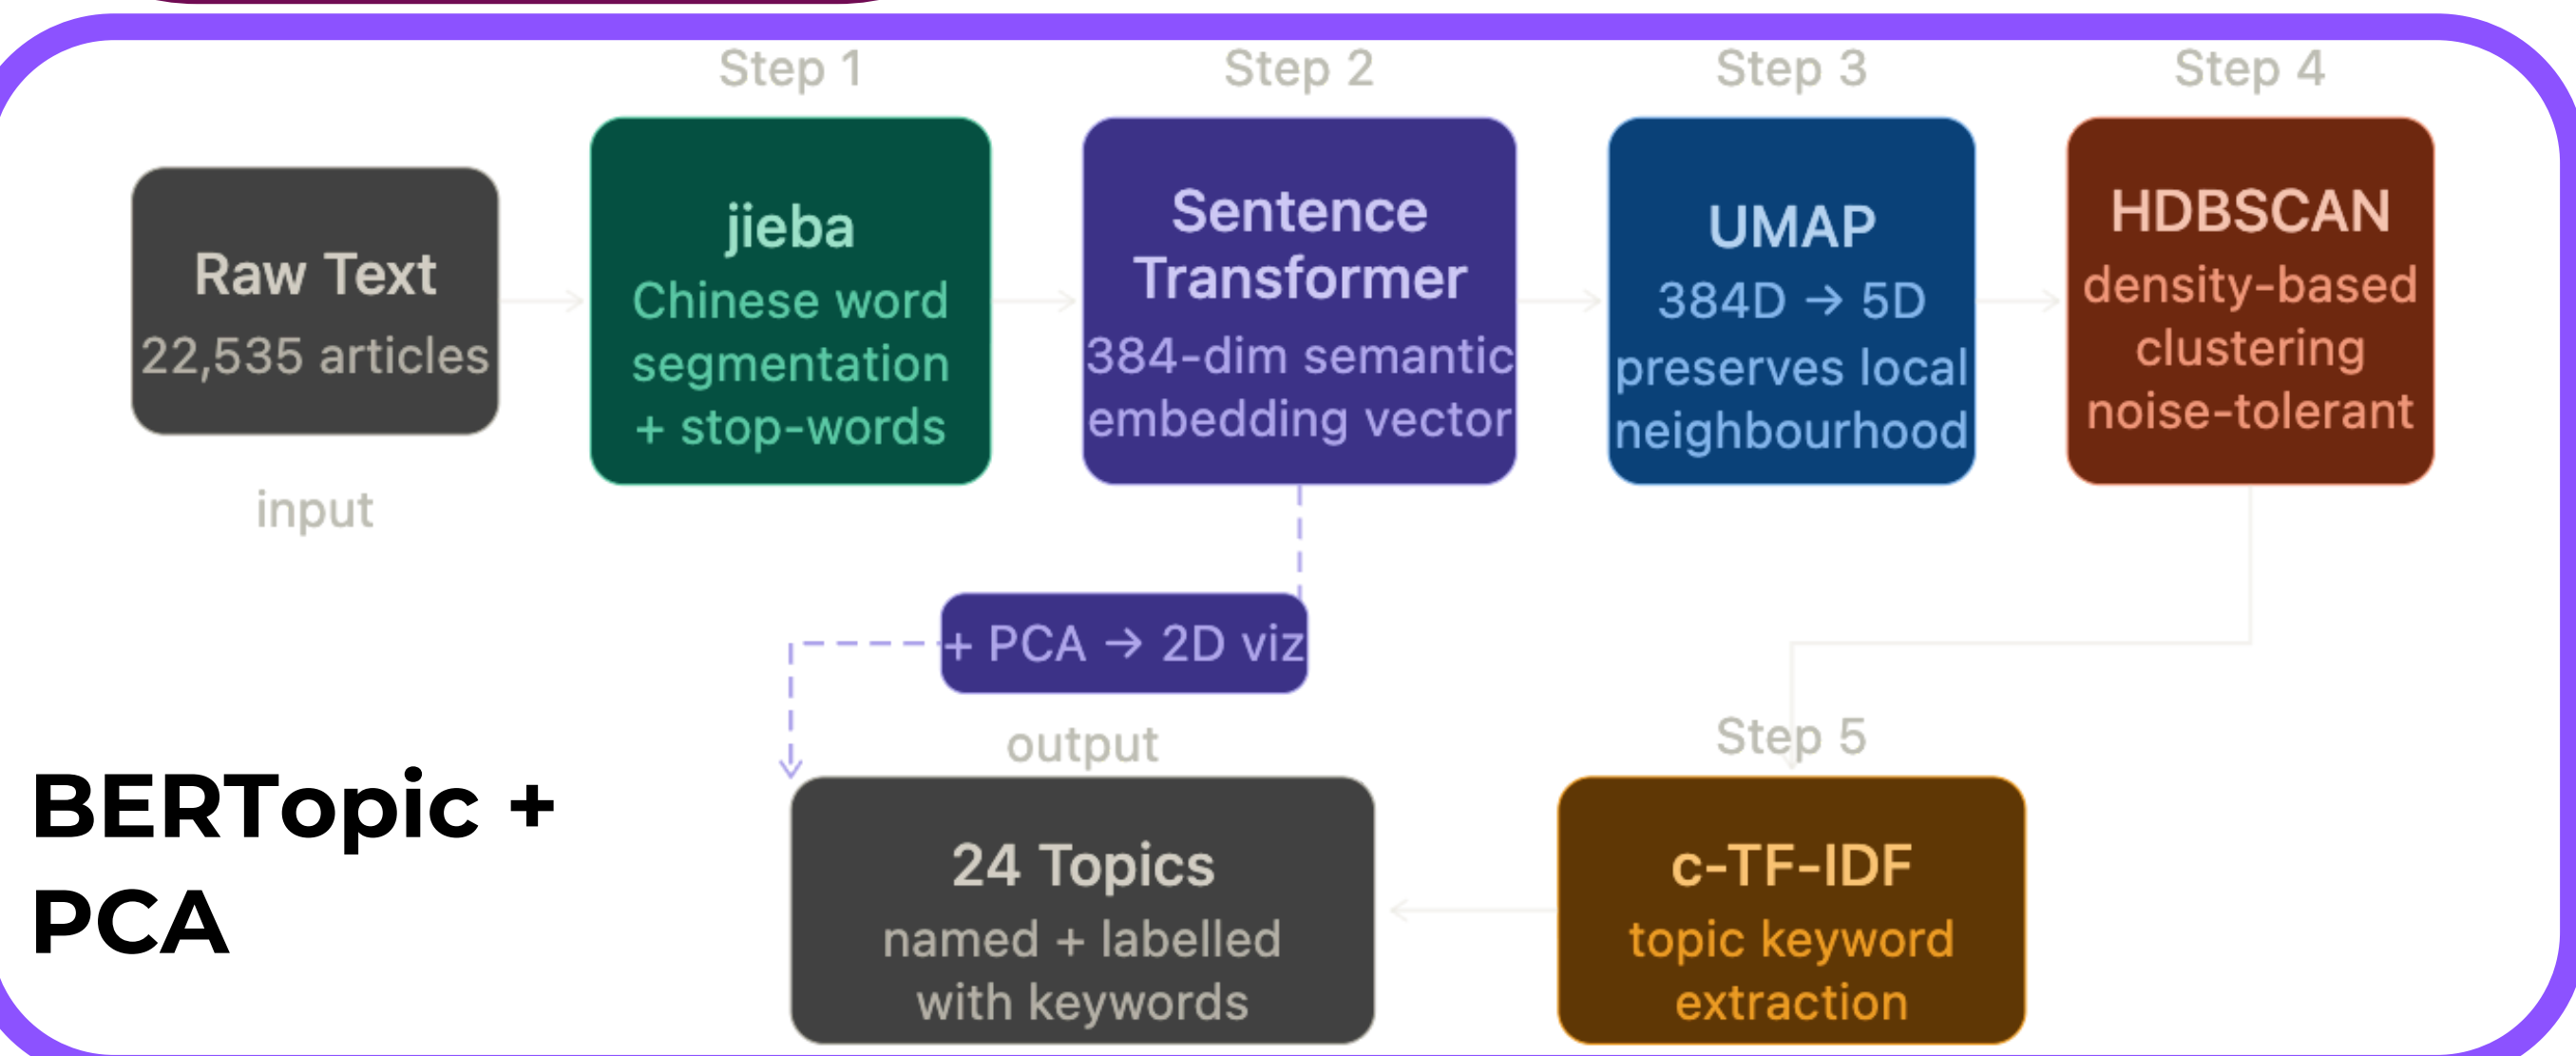 Step 1
Step 2
Step 3
Step 4
Raw Text
22,535 articles
input
jieba
Chinese word
segmentation
+ stop-words
Sentence
Transformer
384-dim semantic
embedding vector
UMAP
384D → 5D
preserves local
neighbourhood
HDBSCAN
density-based
clustering
noise-tolerant
+ PCA → 2D viz
output
Step 5
24 Topics
named + labelled
with keywords
c-TF-IDF
topic keyword
extraction
BERTopic +
PCA